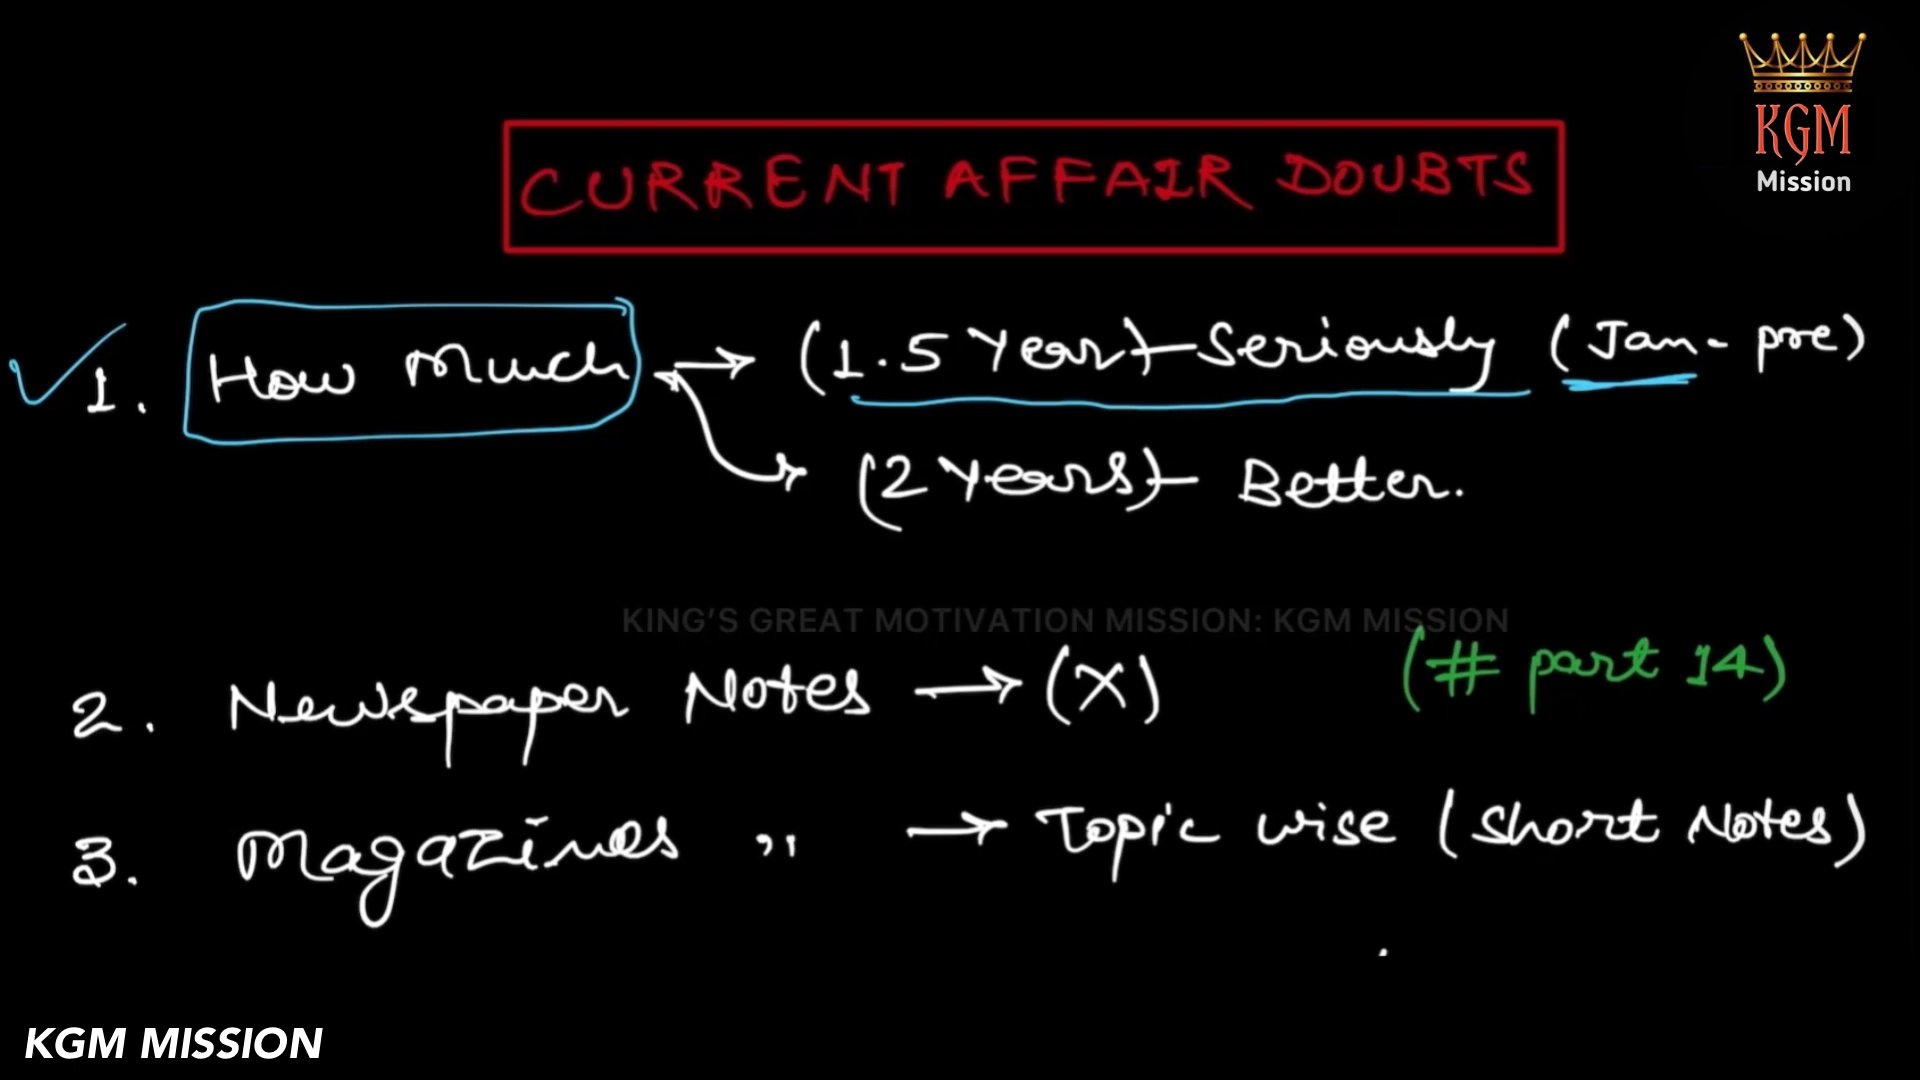 KGM
Mission
CURRENT AFFAIR DOUBTS
1. How Much → (1.5 Year) - Seriously (Jan - pre)
(2 Years) - Better.
KING'S GREAT MOTIVATION MISSION: KGM MISSION
(# part 14)
2. Newspaper Notes → (X)
3. Magazines ,, → Topic wise (Short Notes)
KGM MISSION